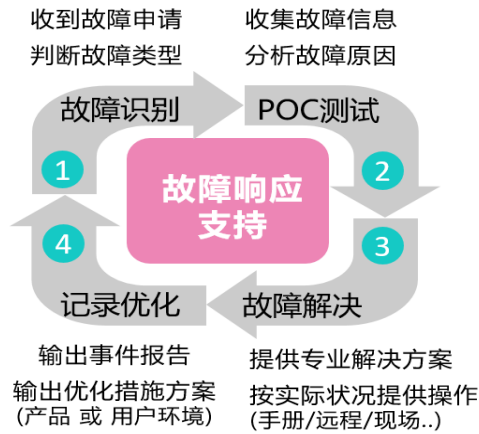 收到故障申请
判断故障类型
收集故障信息
分析故障原因
故障识别
POC测试
1
2
故障响应
支持
4
3
记录优化
故障解决
输出事件报告
输出优化措施方案
(产品 或 用户环境)
提供专业解决方案
按实际状况提供操作
(手册/远程/现场..)